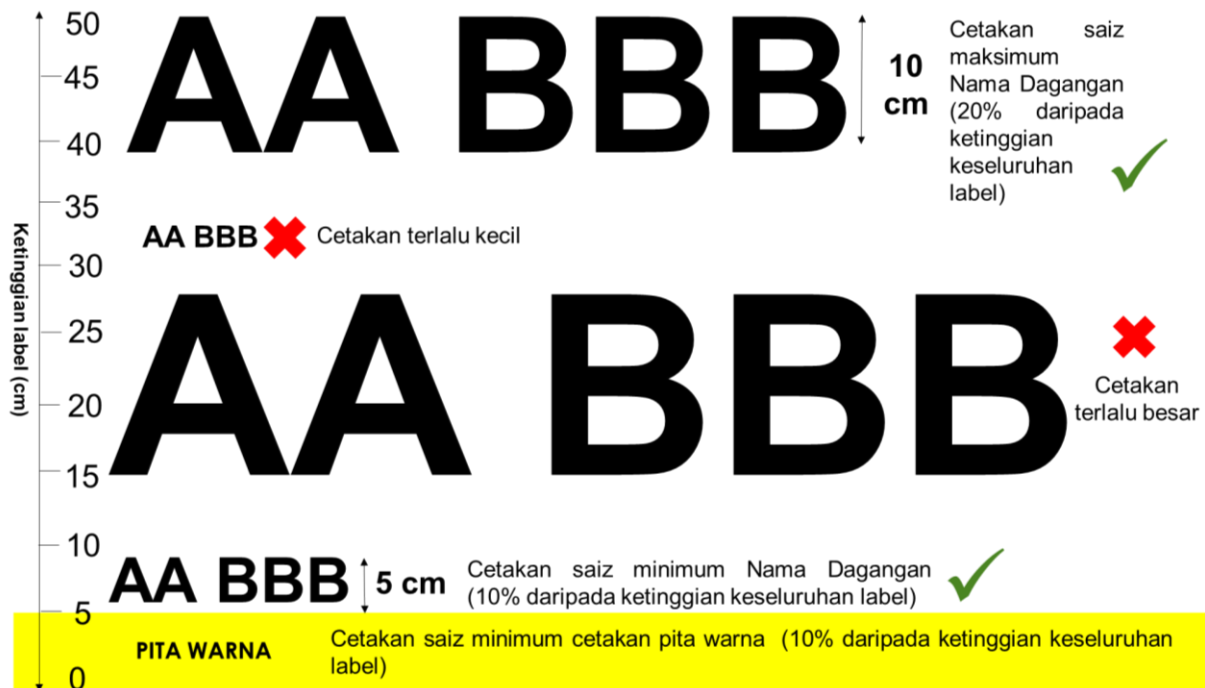 50
AA BBB
10
cm
Cetakan saiz
maksimum
Nama Dagangan
(20% daripada
ketinggian
keseluruhan
label)
45
40
35
AA BBB Cetakan terlalu kecil
30
Ketinggian label (cm)
AA BBB
25
20
15
Cetakan
terlalu besar
10
AA BBB
5 cm
Cetakan saiz minimum Nama Dagangan
(10% daripada ketinggian keseluruhan label)
5
PITA WARNA
Cetakan saiz minimum cetakan pita warna (10% daripada ketinggian keseluruhan
label)
0